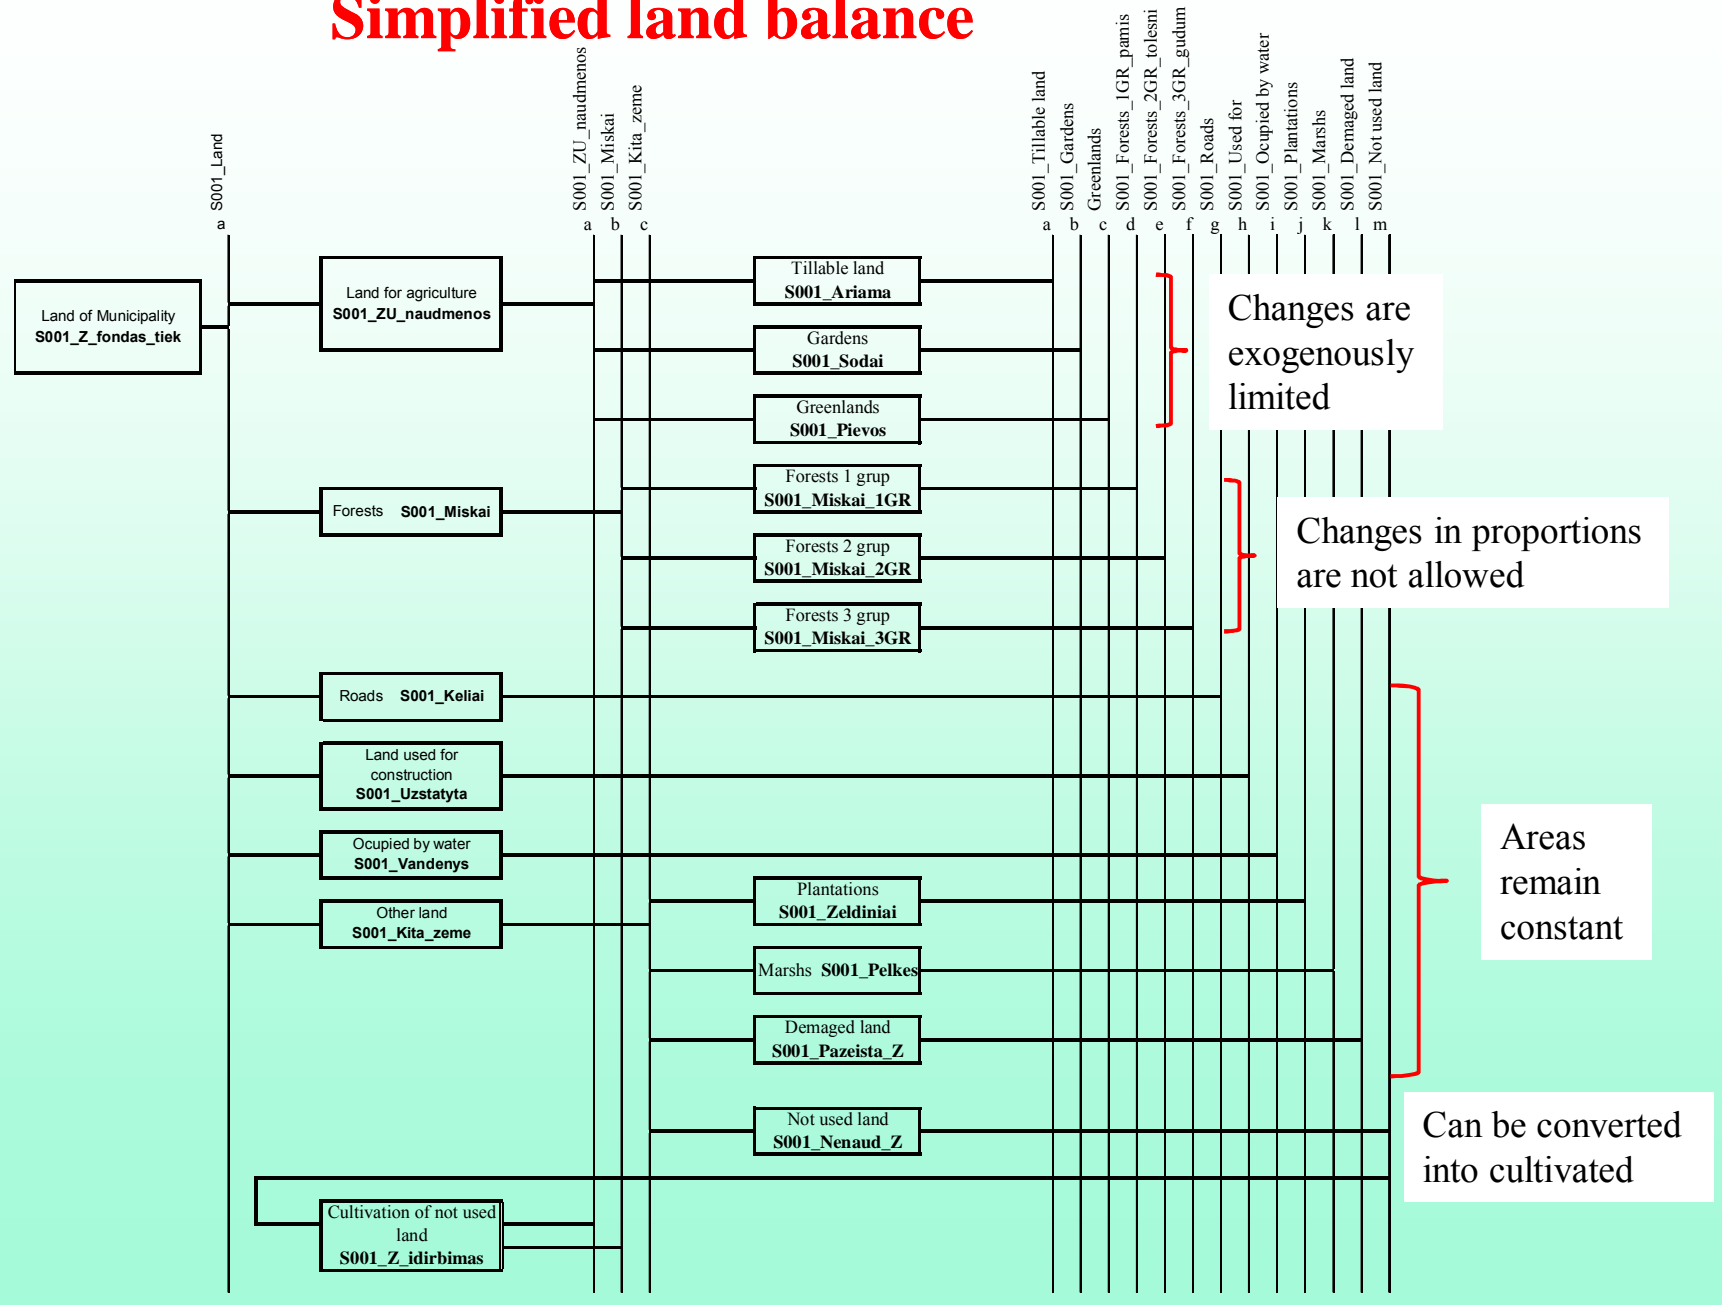 Simplified land balance
S001_Land
S001_ZU_naudmenos
S001_Miskai
S001_Kita_zeme
S001_Tillable land
S001_Gardens
Greenlands
S001_Forests_1GR_pamis
S001_Forests_2GR_tolesni
S001_Forests_3GR_gudum
S001_Roads
S001_Used for
S001_Ocupied by water
S001_Plantations
S001_Marshs
S001_Demaged land
S001_Not used land
a
a b c
a b c d e f g h i j k l m
Land of Municipality
S001_Z_fondas_tiek
Land for agriculture
S001_ZU_naudmenos
Tillable land
S001_Ariama
Gardens
S001_Sodai
Greenlands
S001_Pievos
Changes are
exogenously
limited
Forests S001_Miskai
Forests 1 grup
S001_Miskai_1GR
Forests 2 grup
S001_Miskai_2GR
Forests 3 grup
S001_Miskai_3GR
Changes in proportions
are not allowed
Roads S001_Keliai
Land used for
construction
S001_Uzstatyta
Ocupied by water
S001_Vandenys
Other land
S001_Kita_zeme
Plantations
S001_Zeldiniai
Marshs S001_Pelkes
Demaged land
S001_Pazeista_Z
Areas
remain
constant
Not used land
S001_Nenaud_Z
Can be converted
into cultivated
Cultivation of not used
land
S001_Z_idirbimas